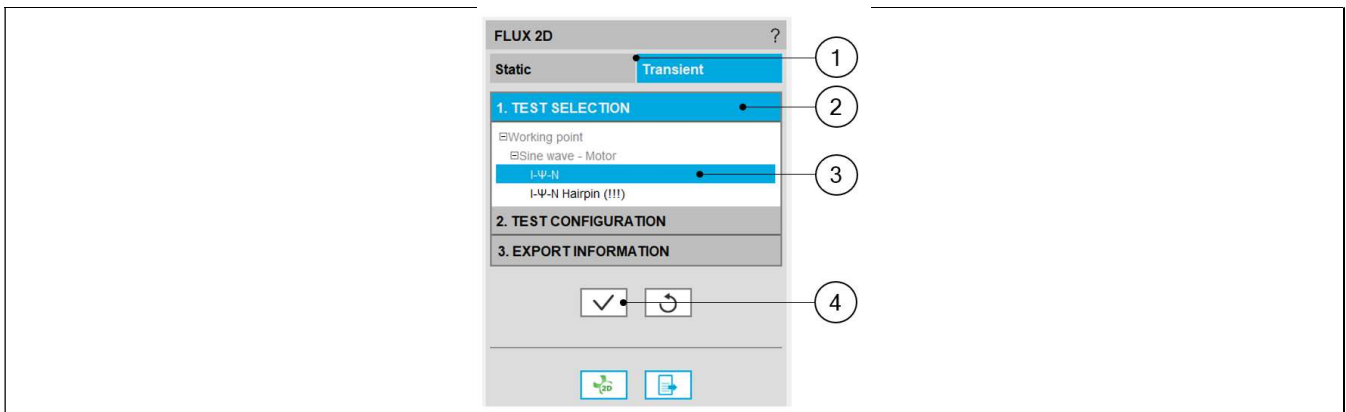 FLUX 2D ?
Static Transient 1
1. TEST SELECTION 2
Working point
Sine wave - Motor
I-Ψ-N 3
I-Ψ-N Hairpin (!!!)
2. TEST CONFIGURATION
3. EXPORT INFORMATION
4
2D